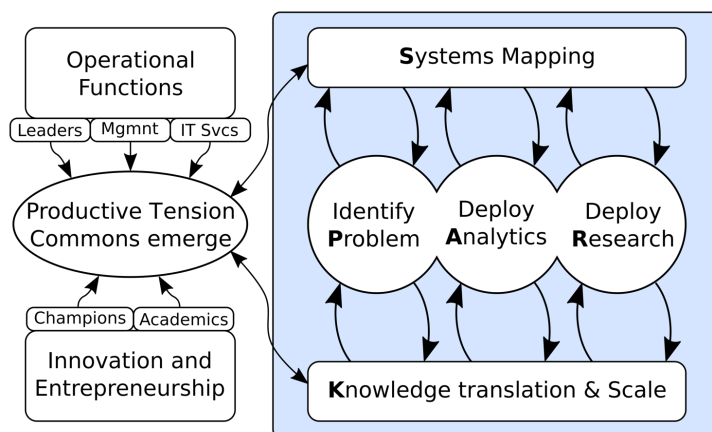 Operational
Functions
Leaders
Mgmnt
IT Svcs
Productive Tension
Commons emerge
Champions
Academics
Innovation and
Entrepreneurship
Systems Mapping
Identify
Problem
Deploy
Analytics
Deploy
Research
Knowledge translation & Scale